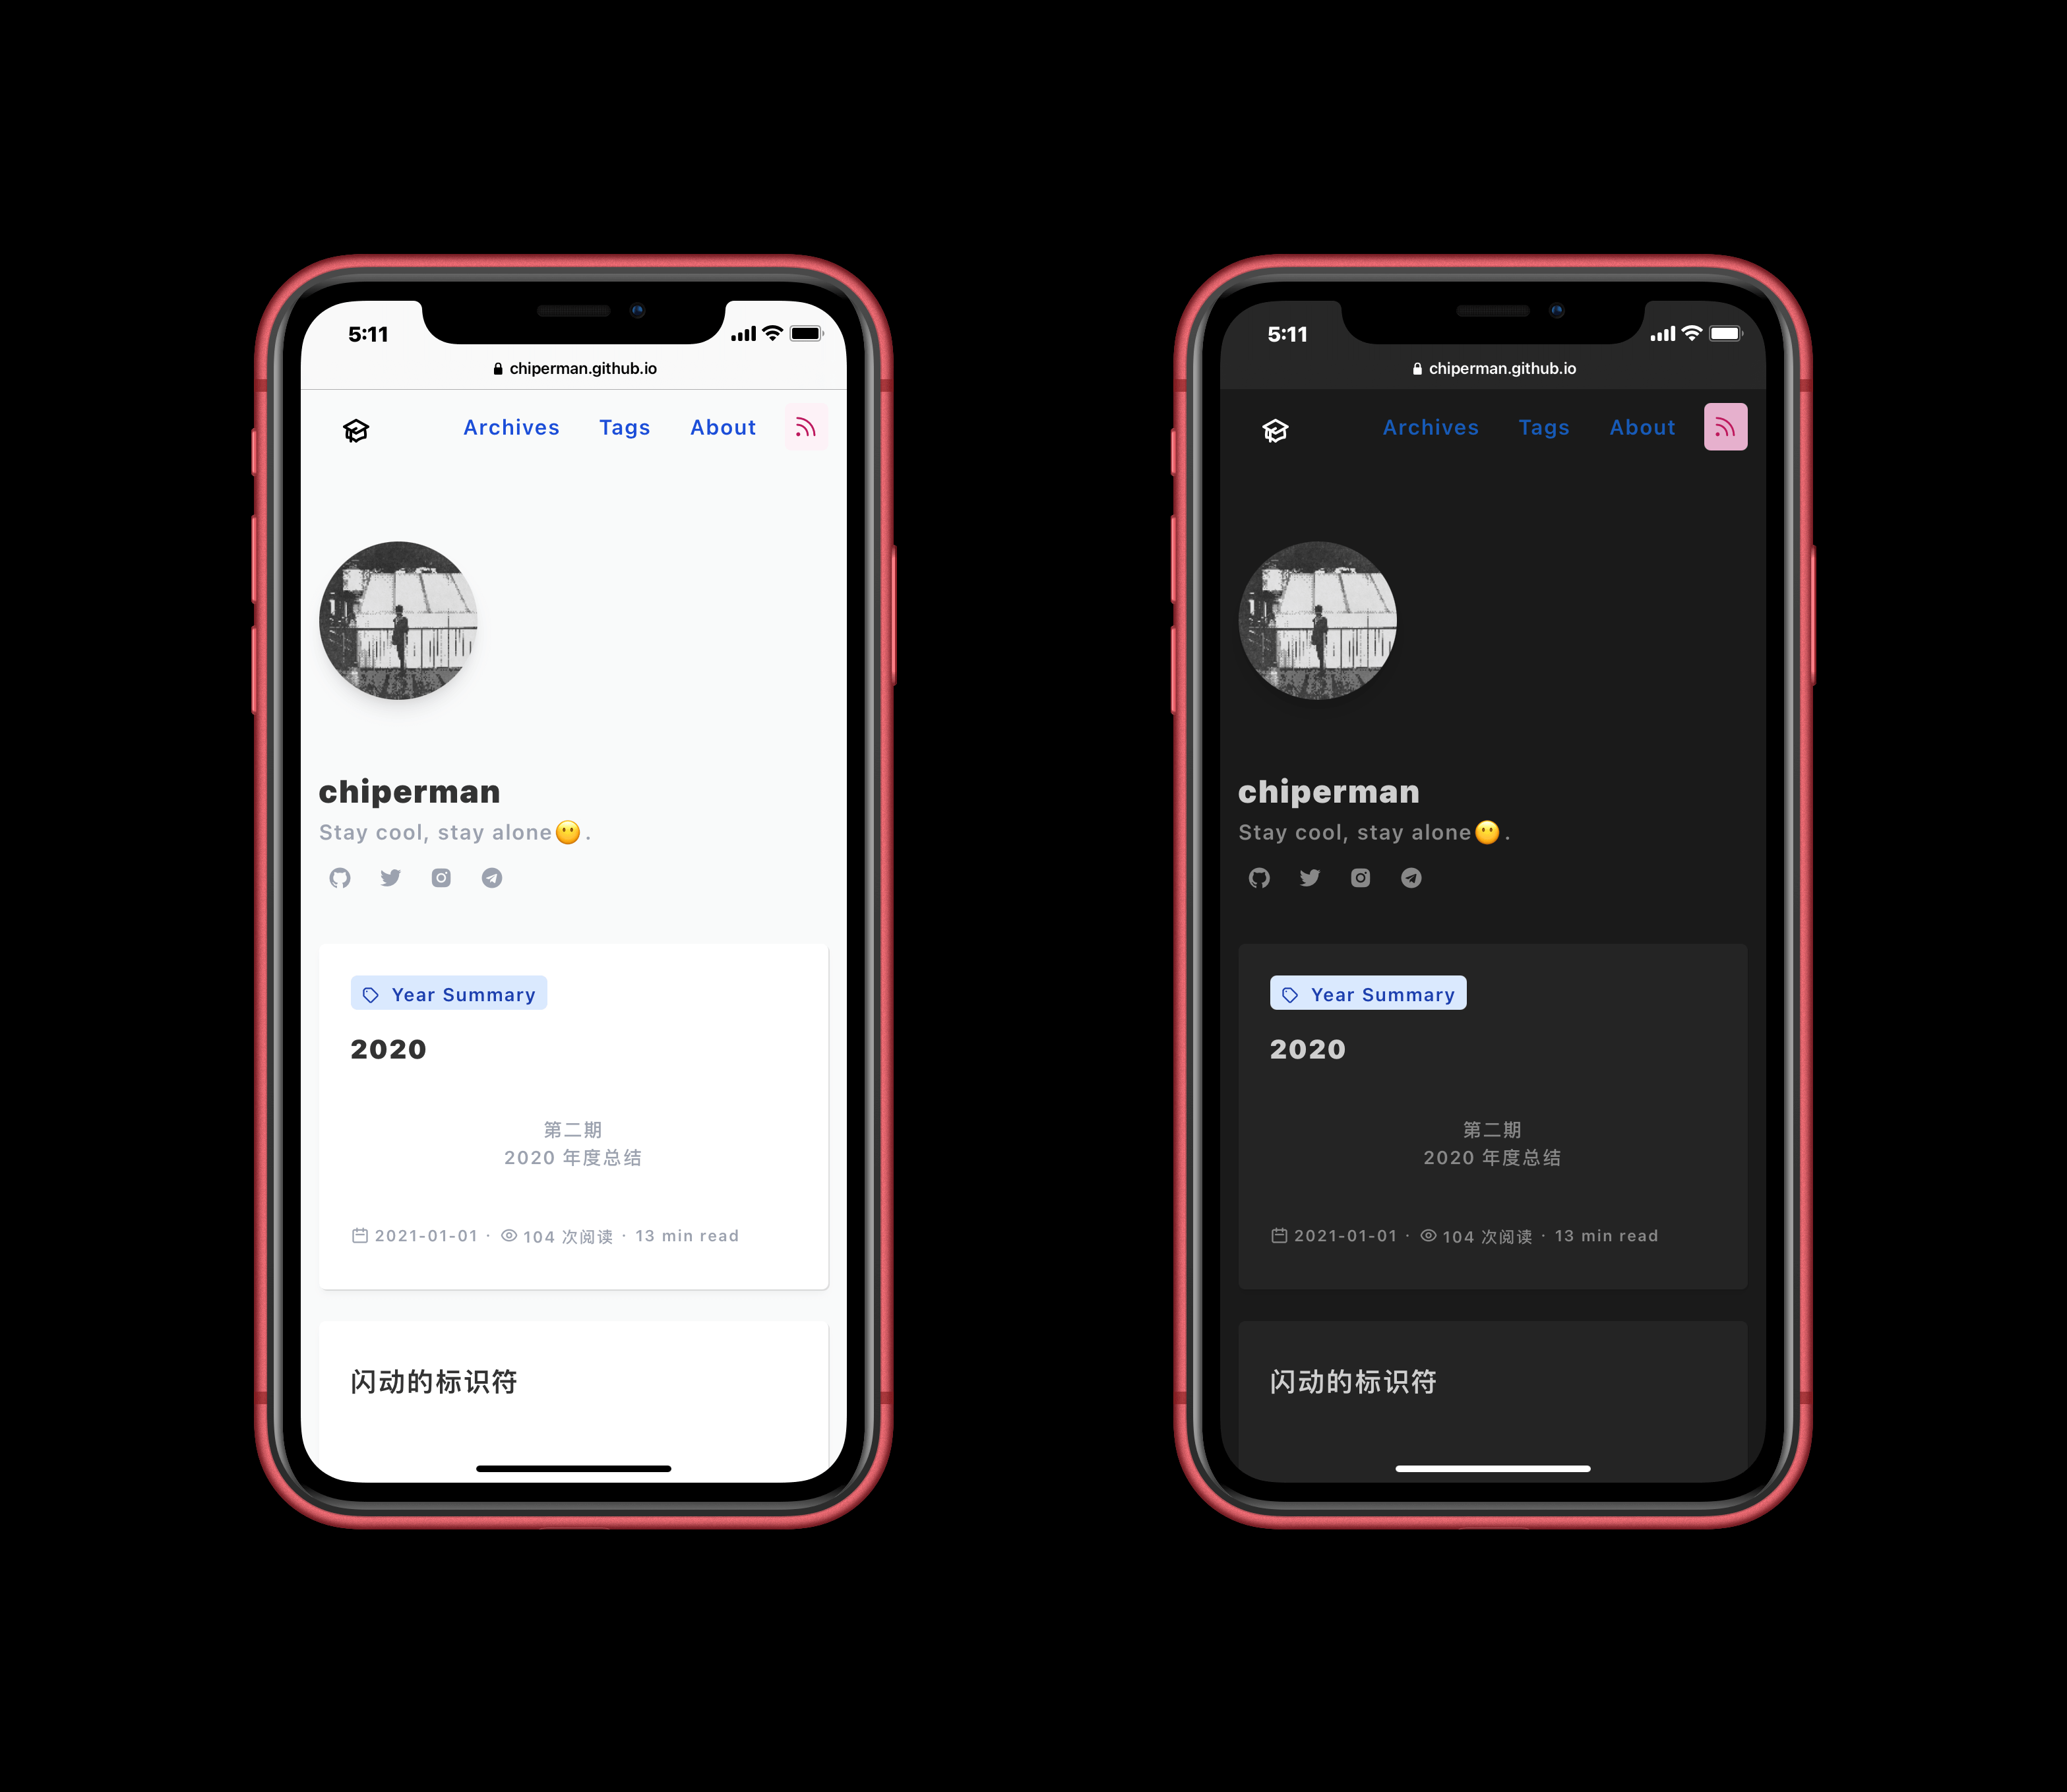 5:11
chiperman.github.io
Archives Tags About
chiperman
Stay cool, stay alone😶.
Year Summary
2020
第二期
2020 年度总结
2021-01-01 · 104 次阅读 · 13 min read
闪动的标识符
5:11
chiperman.github.io
Archives Tags About
chiperman
Stay cool, stay alone😶.
Year Summary
2020
第二期
2020 年度总结
2021-01-01 · 104 次阅读 · 13 min read
闪动的标识符